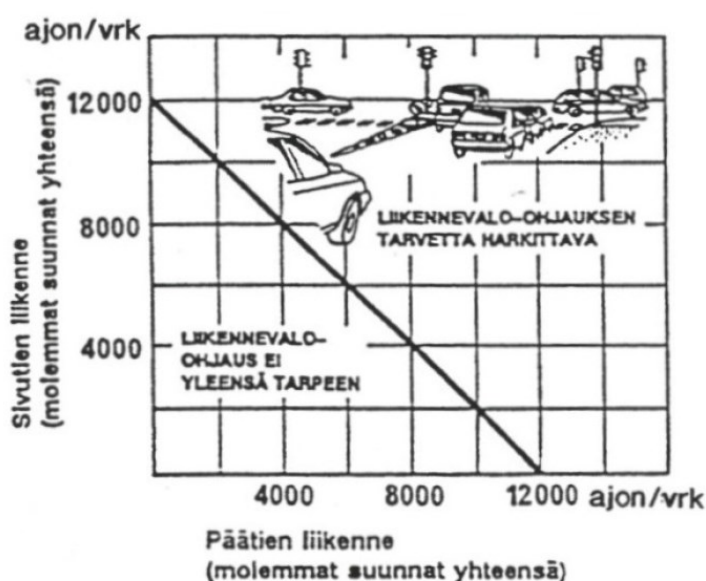 ajon/vrk
12000
8000
4000
Sivutien liikenne
(molemmat suunnat yhteensä)
LIIKENNEVALO-OHJAUKSEN
TARVETTA HARKITTAVA
LIIKENNEVALO-
OHJAUS EI
YLEENSÄ TARPEEN
4000 8000 12000 ajon/vrk
Päätien liikenne
(molemmat suunnat yhteensä)